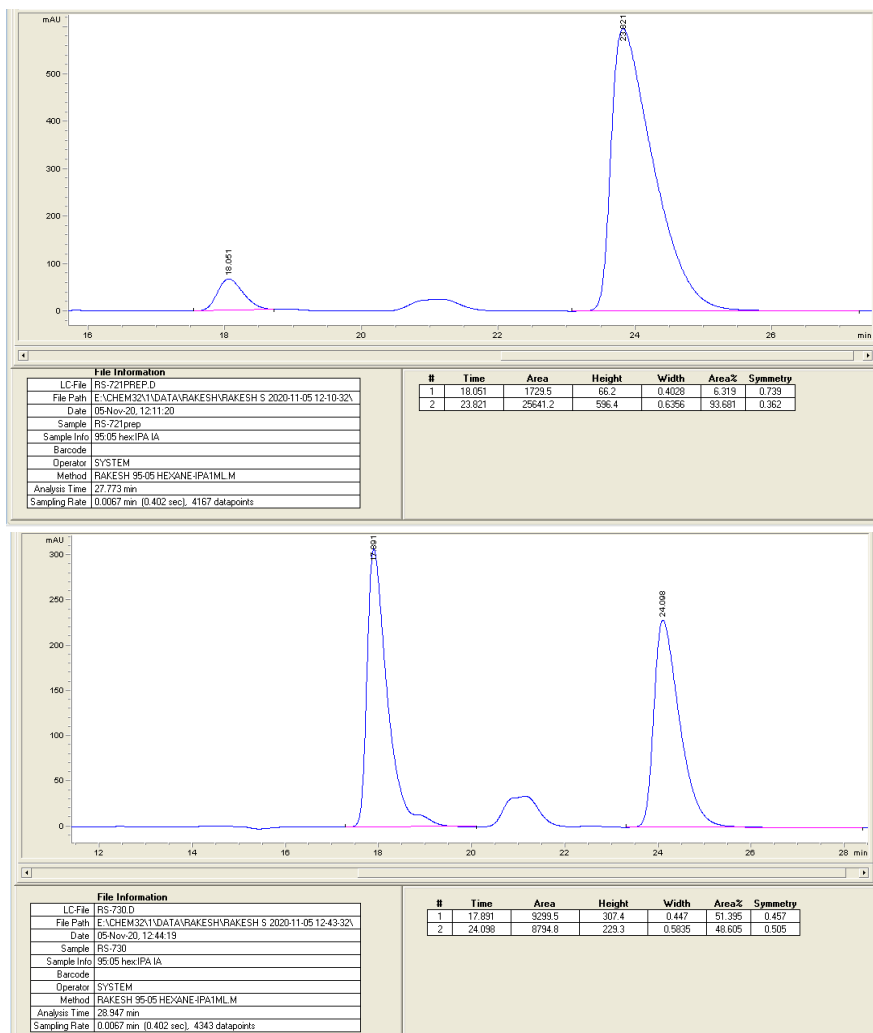 mAU
500
400
300
200
100
0
18.051
23.821
16 18 20 22 24 26 min
File Information
LC-File RS-721PREP.D
File Path E:\CHEM32\1\DATA\RAKESH\RAKESH S 2020-11-05 12-10-32\
Date 05-Nov-20, 12:11:20
Sample RS-721prep
Sample Info 95:05 hex:IPA IA
Barcode
Operator SYSTEM
Method RAKESH 95-05 HEXANE-IPA1ML.M
Analysis Time 27.773 min
Sampling Rate 0.0067 min (0.402 sec), 4167 datapoints
# Time Area Height Width Area% Symmetry
1 18.051 1729.5 66.2 0.4028 6.319 0.739
2 23.821 25641.2 596.4 0.6356 93.681 0.362
mAU
300
250
200
150
100
50
0
17.891
24.098
12 14 16 18 20 22 24 26 28 min
File Information
LC-File RS-730.D
File Path E:\CHEM32\1\DATA\RAKESH\RAKESH S 2020-11-05 12-43-32\
Date 05-Nov-20, 12:44:19
Sample RS-730
Sample Info 95:05 hex:IPA IA
Barcode
Operator SYSTEM
Method RAKESH 95-05 HEXANE-IPA1ML.M
Analysis Time 28.947 min
Sampling Rate 0.0067 min (0.402 sec), 4343 datapoints
# Time Area Height Width Area% Symmetry
1 17.891 9299.5 307.4 0.447 51.395 0.457
2 24.098 8794.8 229.3 0.5835 48.605 0.505